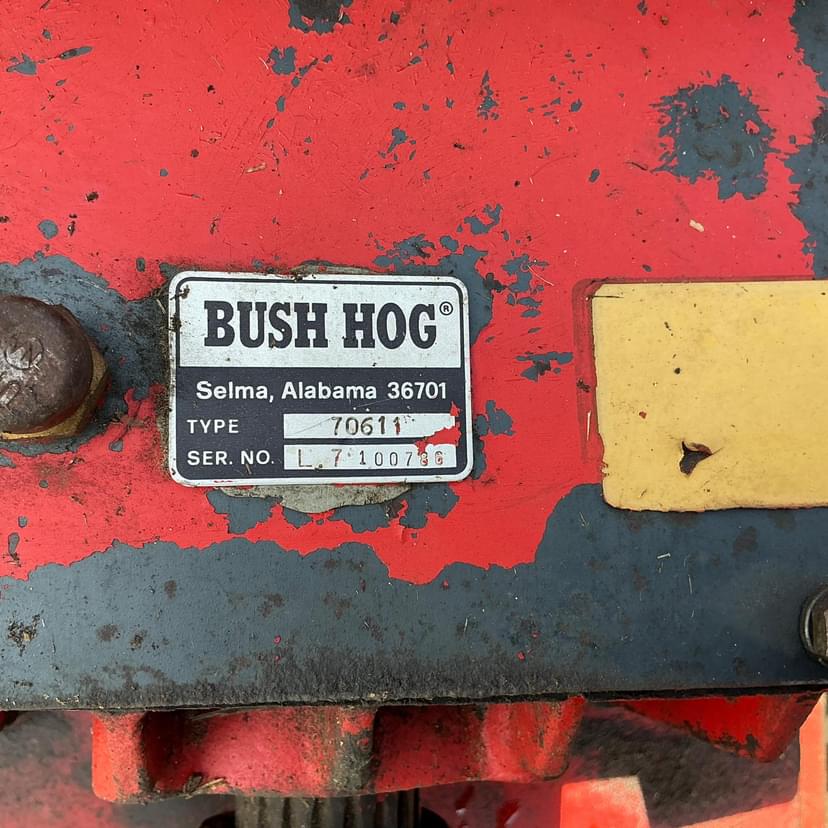 BUSH HOG®
Selma, Alabama 36701
TYPE 70611
SER. NO. L.7 100786